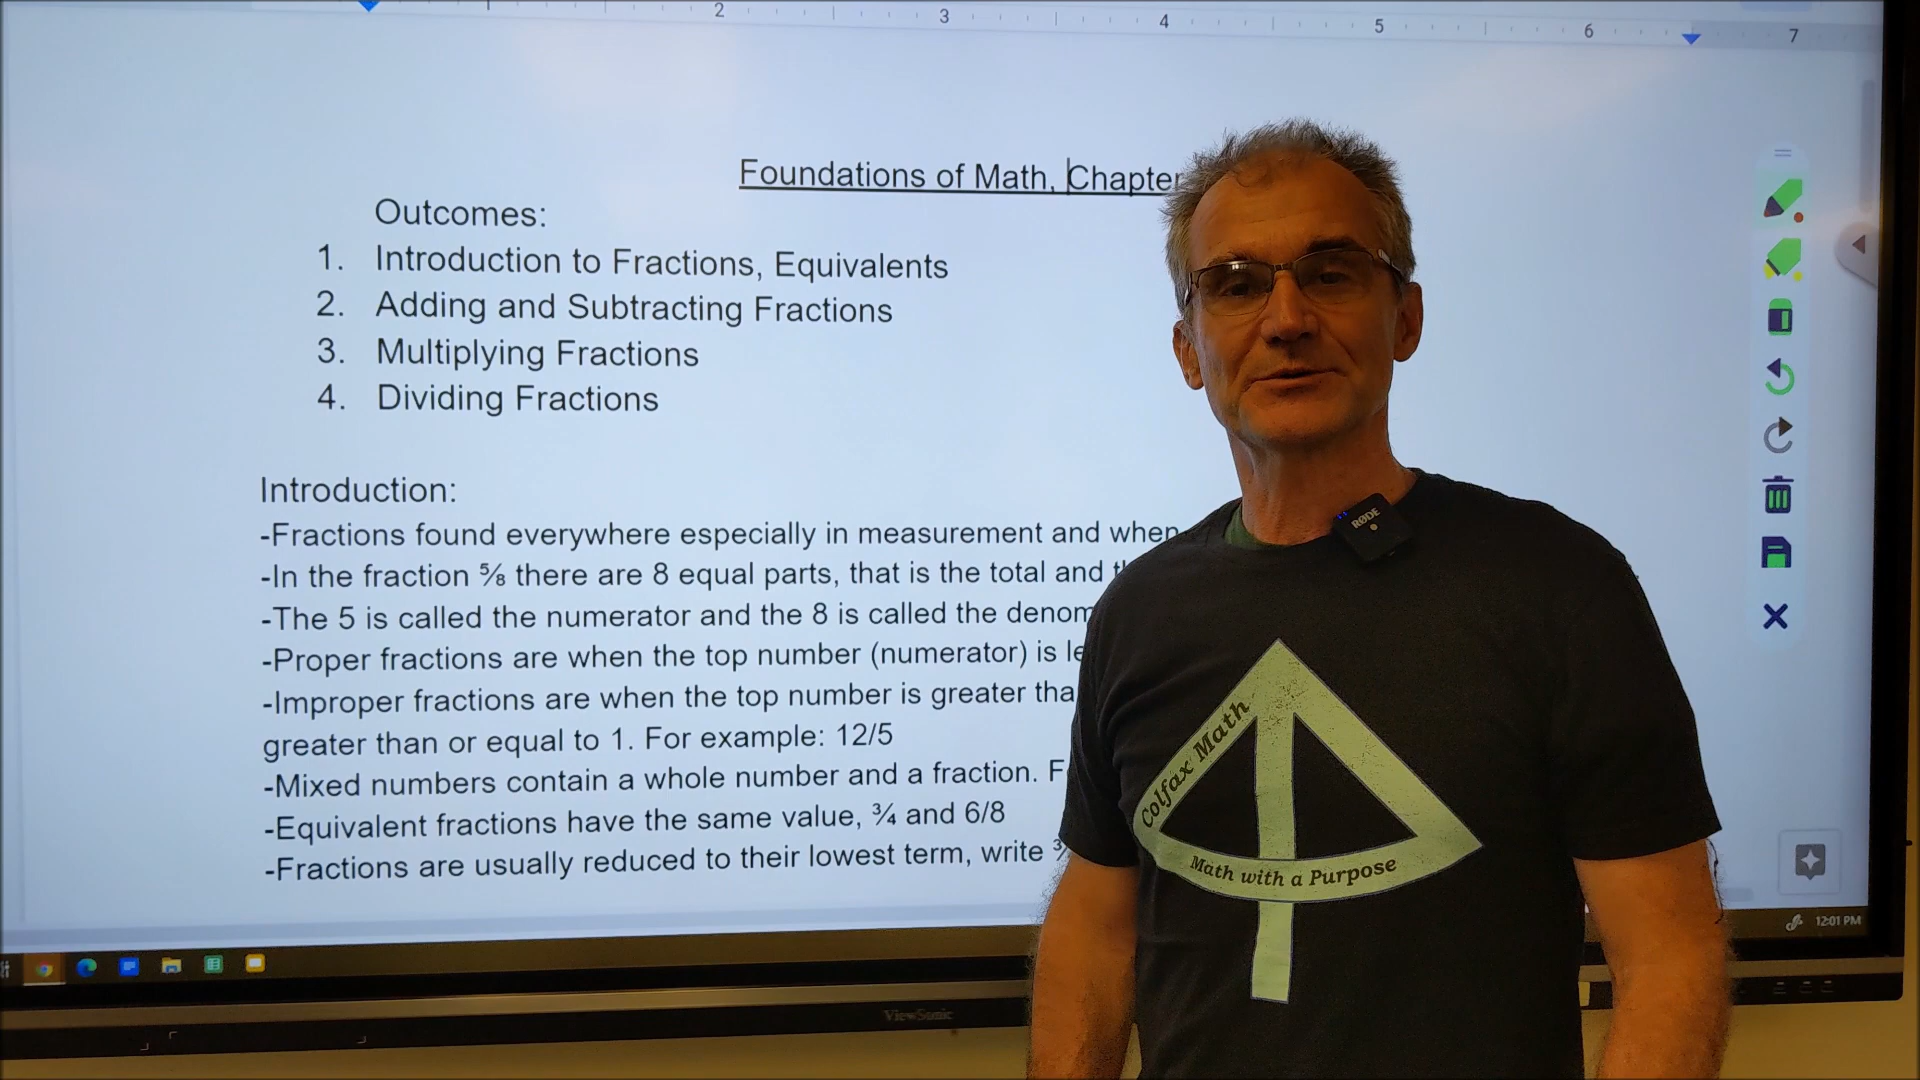 2 3 4 5 6 7
Foundations of Math, Chapter
Outcomes:
1. Introduction to Fractions, Equivalents
2. Adding and Subtracting Fractions
3. Multiplying Fractions
4. Dividing Fractions
Introduction:
-Fractions found everywhere especially in measurement and when
-In the fraction ⅝ there are 8 equal parts, that is the total and
-The 5 is called the numerator and the 8 is called the
-Proper fractions are when the top number (numerator) is
-Improper fractions are when the top number is greater
greater than or equal to 1. For example: 12/5
-Mixed numbers contain a whole number and a fraction.
-Equivalent fractions have the same value, ¾ and 6/8
-Fractions are usually reduced to their lowest term, write
RØDE
Colfax Math
Math with a Purpose
12:01 PM
ViewSonic